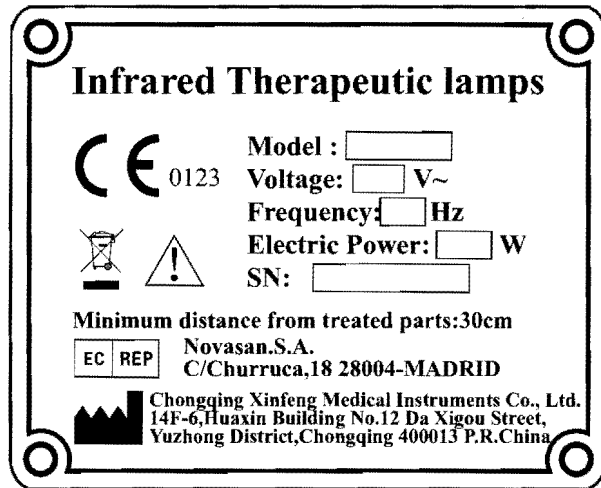 Infrared Therapeutic lamps
CE 0123
Model :
Voltage: V~
Frequency: Hz
Electric Power: W
SN:
Minimum distance from treated parts:30cm
EC REP
Novasan.S.A.
C/Churruca,18 28004-MADRID
Chongqing Xinfeng Medical Instruments Co., Ltd.
14F-6,Huaxin Building No.12 Da Xigou Street,
Yuzhong District,Chongqing 400013 P.R.China